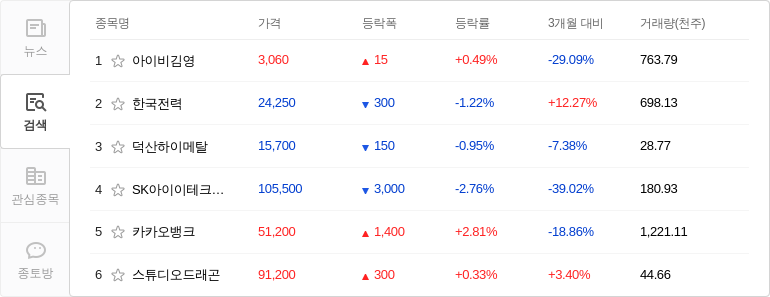 뉴스
검색
관심종목
종토방
종목명 가격 등락폭 등락률 3개월 대비 거래량(천주)
1 아이비김영 3,060 ▲ 15 +0.49% -29.09% 763.79
2 한국전력 24,250 ▼ 300 -1.22% +12.27% 698.13
3 덕산하이메탈 15,700 ▼ 150 -0.95% -7.38% 28.77
4 SK아이이테크… 105,500 ▼ 3,000 -2.76% -39.02% 180.93
5 카카오뱅크 51,200 ▲ 1,400 +2.81% -18.86% 1,221.11
6 스튜디오드래곤 91,200 ▲ 300 +0.33% +3.40% 44.66